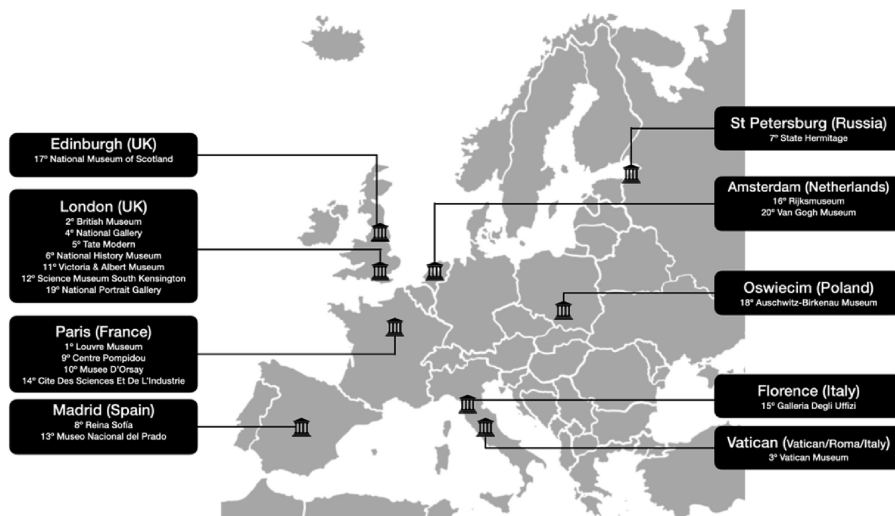 Edinburgh (UK)
17º National Museum of Scotland
London (UK)
2º British Museum
4º National Gallery
5º Tate Modern
6º National History Museum
11º Victoria & Albert Museum
12º Science Museum South Kensington
19º National Portrait Gallery
Paris (France)
1º Louvre Museum
9º Centre Pompidou
10º Musee D'Orsay
14º Cite Des Sciences Et De L'Industrie
Madrid (Spain)
8º Reina Sofía
13º Museo Nacional del Prado
St Petersburg (Russia)
7º State Hermitage
Amsterdam (Netherlands)
16º Rijksmuseum
20º Van Gogh Museum
Oswiecim (Poland)
18º Auschwitz-Birkenau Museum
Florence (Italy)
15º Galleria Degli Uffizi
Vatican (Vatican/Roma/Italy)
3º Vatican Museum